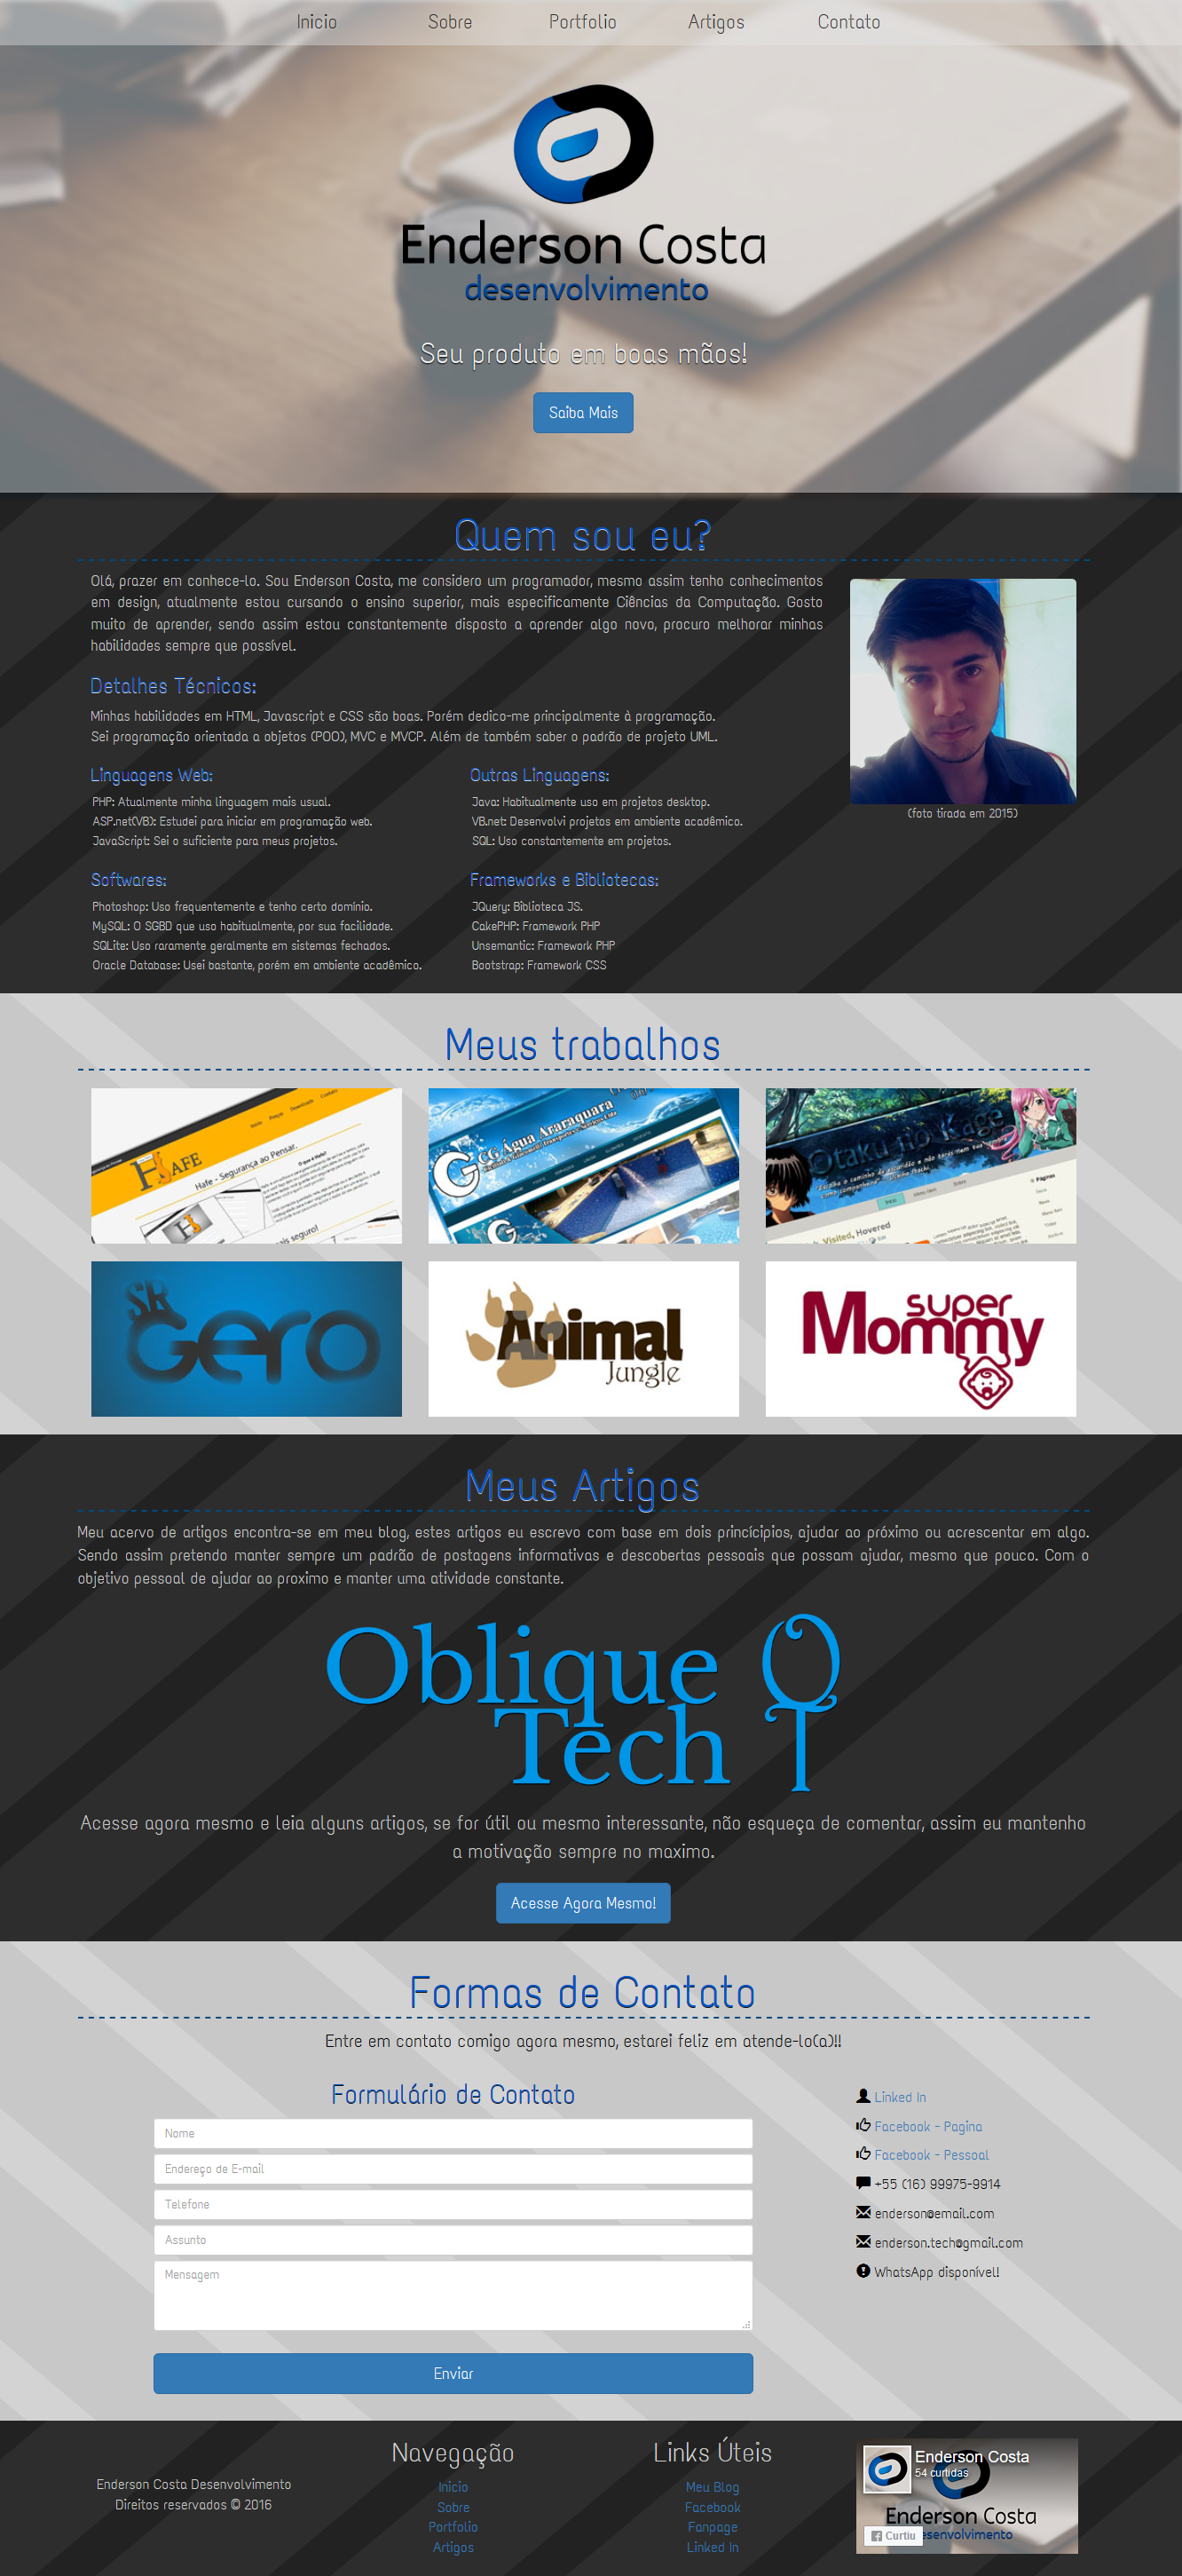 Inicio
Sobre
Portfolio
Artigos
Contato
Enderson Costa
desenvolvimento
Seu produto em boas mãos!
Saiba Mais
Quem sou eu?
Olá, prazer em conhece-lo. Sou Enderson Costa, me considero um programador, mesmo assim tenho conhecimentos
em design, atualmente estou cursando o ensino superior, mais especificamente Ciências da Computação. Gosto
muito de aprender, sendo assim estou constantemente disposto a aprender algo novo, procuro melhorar minhas
habilidades sempre que possível.
(foto tirada em 2015)
Detalhes Técnicos:
Minhas habilidades em HTML, Javascript e CSS são boas. Porém dedico-me principalmente à programação.
Sei programação orientada a objetos (POO), MVC e MVCP. Além de também saber o padrão de projeto UML.
Linguagens Web:
PHP: Atualmente minha linguagem mais usual.
ASP.net(VB): Estudei para iniciar em programação web.
JavaScript: Sei o suficiente para meus projetos.
Outras Linguagens:
Java: Habitualmente uso em projetos desktop.
VB.net: Desenvolvi projetos em ambiente acadêmico.
SQL: Uso constantemente em projetos.
Softwares:
Photoshop: Uso frequentemente e tenho certo domínio.
MySQL: O SGBD que uso habitualmente, por sua facilidade.
SQLite: Uso raramente geralmente em sistemas fechados.
Oracle Database: Usei bastante, porém em ambiente acadêmico.
Frameworks e Bibliotecas:
JQuery: Biblioteca JS.
CakePHP: Framework PHP
Unsemantic: Framework PHP
Bootstrap: Framework CSS
Meus trabalhos
HAFE
Hafe - Segurança ao Pensar.
CG Água Araraquara
Otaku no Kage
Visited, Hovered
SR Gero
Animal
Jungle
super
Mommy
Meus Artigos
Meu acervo de artigos encontra-se em meu blog, estes artigos eu escrevo com base em dois princícipios, ajudar ao próximo ou acrescentar em algo.
Sendo assim pretendo manter sempre um padrão de postagens informativas e descobertas pessoais que possam ajudar, mesmo que pouco. Com o
objetivo pessoal de ajudar ao proximo e manter uma atividade constante.
Oblique O
Tech T
Acesse agora mesmo e leia alguns artigos, se for útil ou mesmo interessante, não esqueça de comentar, assim eu mantenho
a motivação sempre no maximo.
Acesse Agora Mesmo!
Formas de Contato
Entre em contato comigo agora mesmo, estarei feliz em atende-lo(a)!!
Formulário de Contato
Nome
Endereço de E-mail
Telefone
Assunto
Mensagem
Enviar
Linked In
Facebook - Pagina
Facebook - Pessoal
+55 (16) 99975-9914
enderson@email.com
enderson.tech@gmail.com
WhatsApp disponível!
Enderson Costa Desenvolvimento
Direitos reservados © 2016
Navegação
Inicio
Sobre
Portfolio
Artigos
Links Úteis
Meu Blog
Facebook
Fanpage
Linked In
Enderson Costa
54 curtidas
Enderson Costa
Curtiu